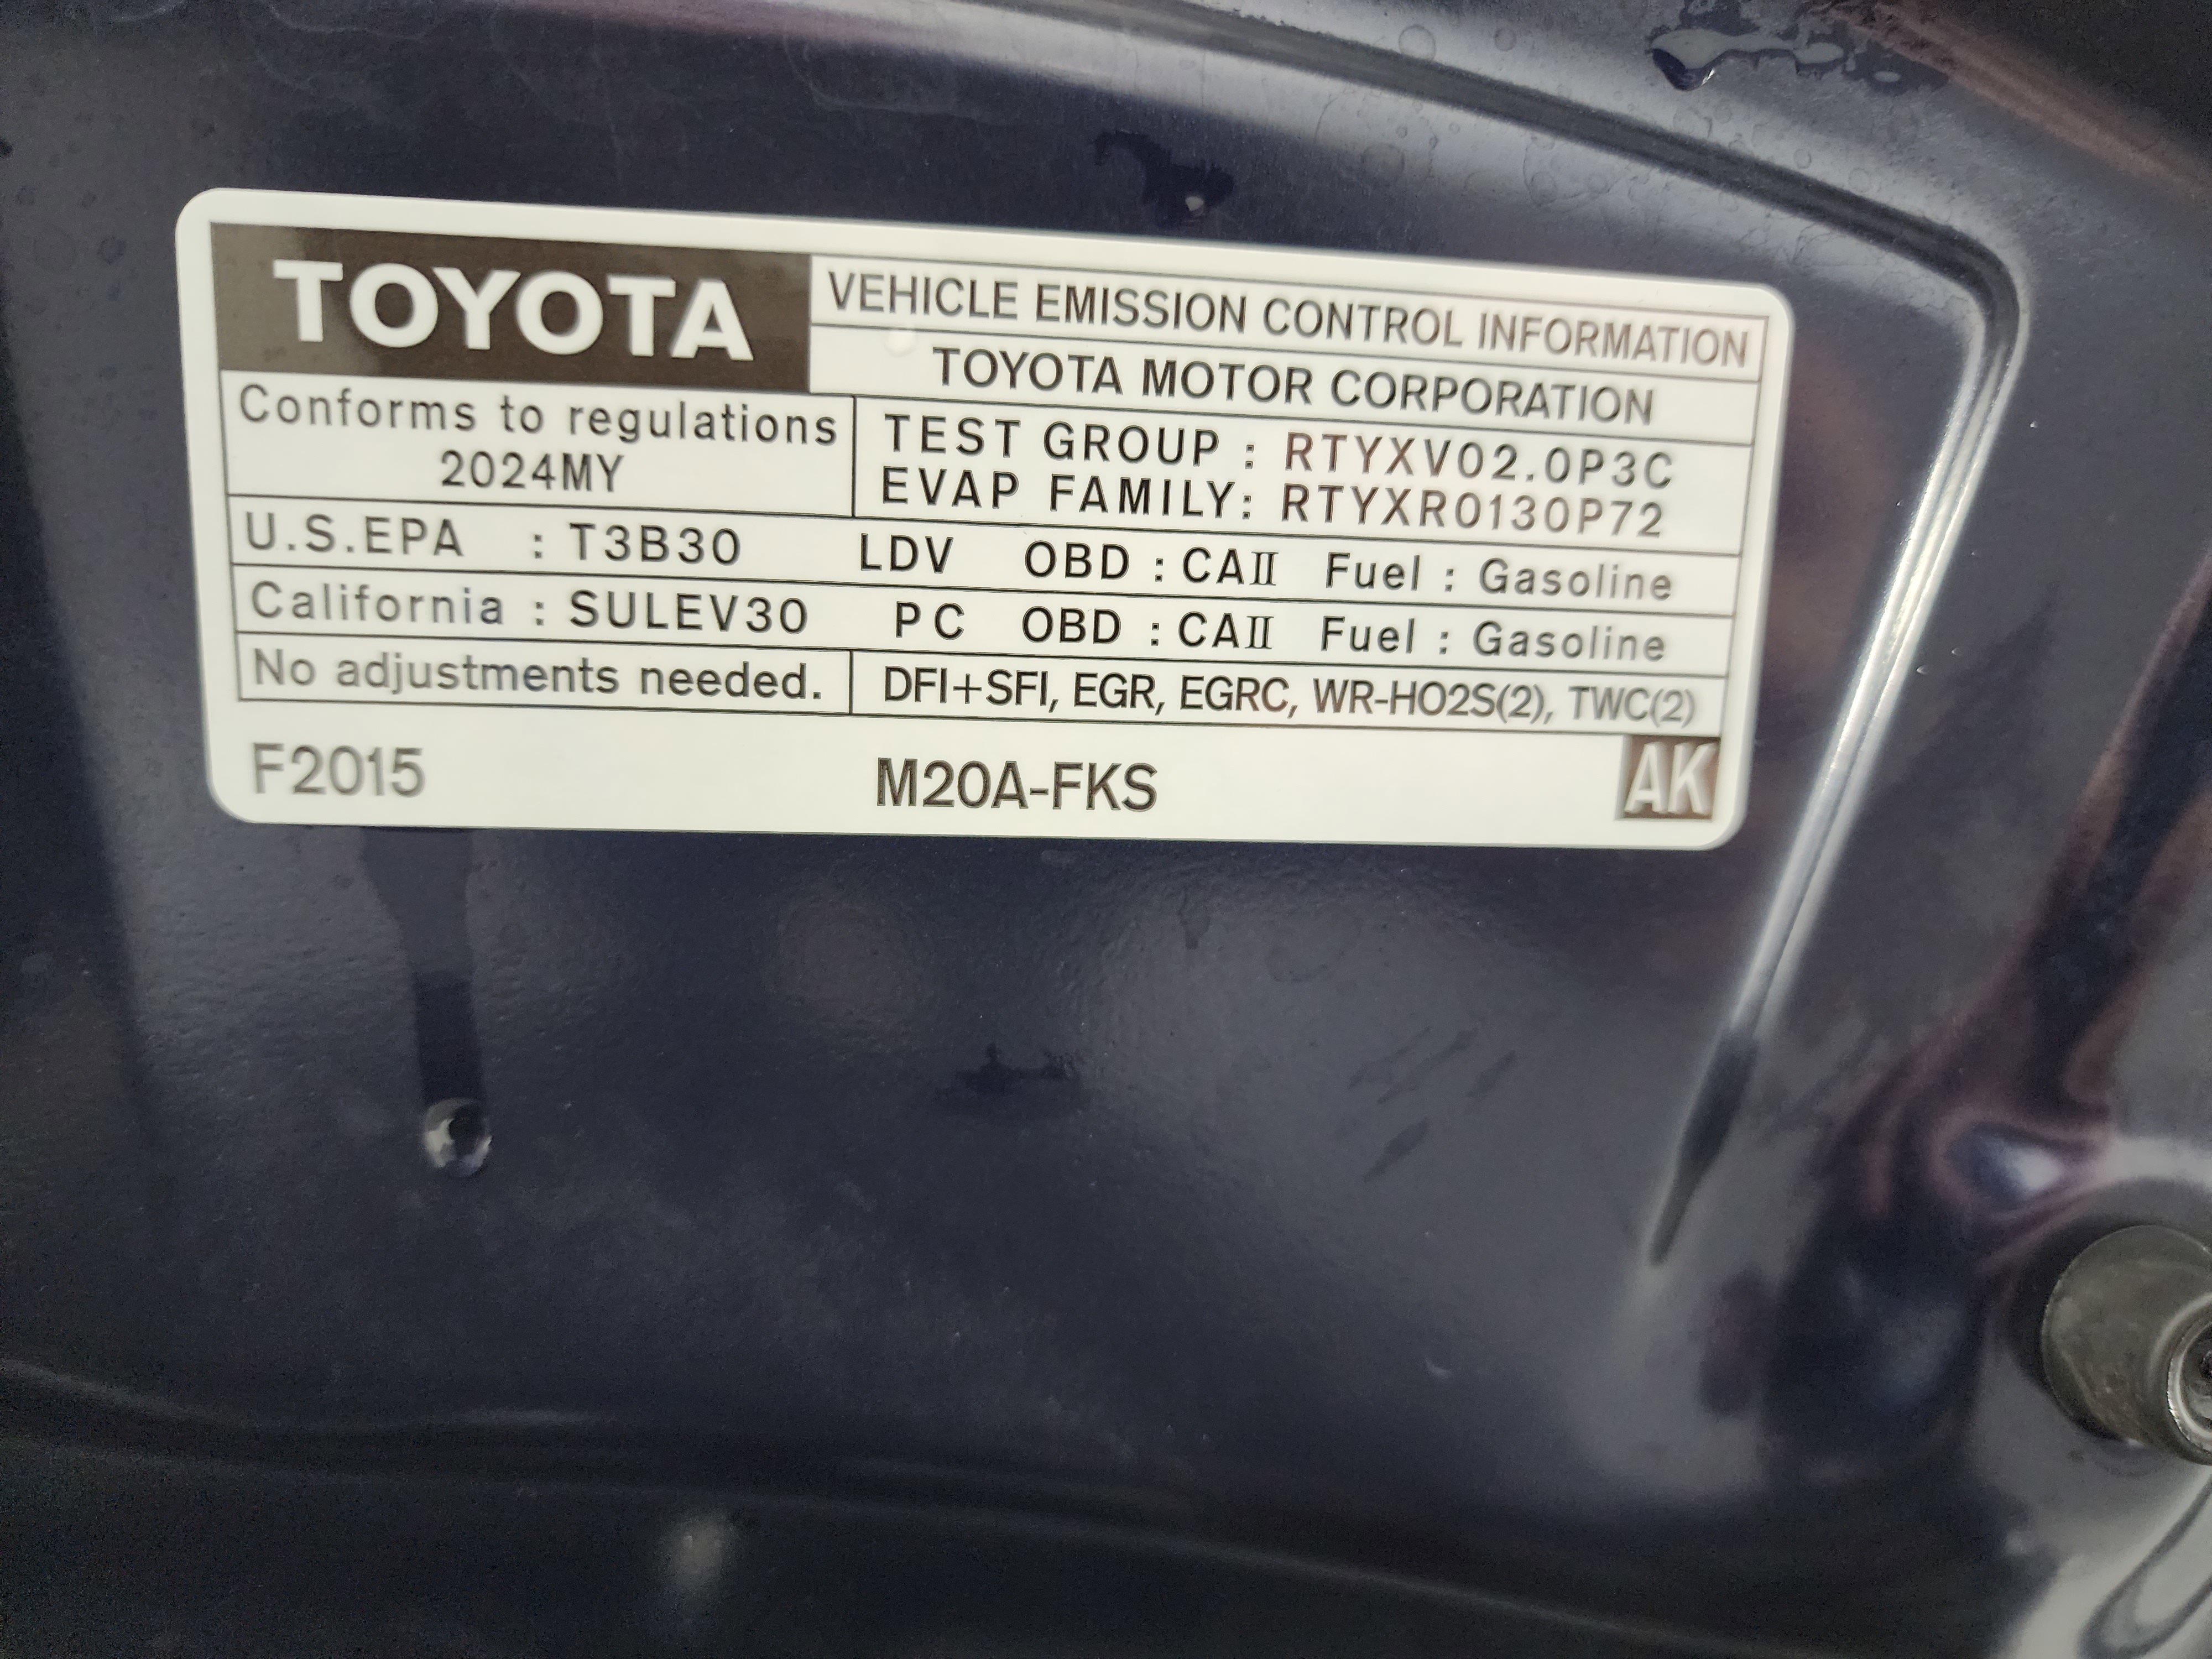 TOYOTA
VEHICLE EMISSION CONTROL INFORMATION
TOYOTA MOTOR CORPORATION
Conforms to regulations
2024MY
TEST GROUP : RTYXV02.0P3C
EVAP FAMILY: RTYXR0130P72
U.S.EPA : T3B30 LDV OBD : CAII Fuel : Gasoline
California : SULEV30 PC OBD : CAII Fuel : Gasoline
No adjustments needed.
DFI+SFI, EGR, EGRC, WR-HO2S(2), TWC(2)
F2015
M20A-FKS
AK